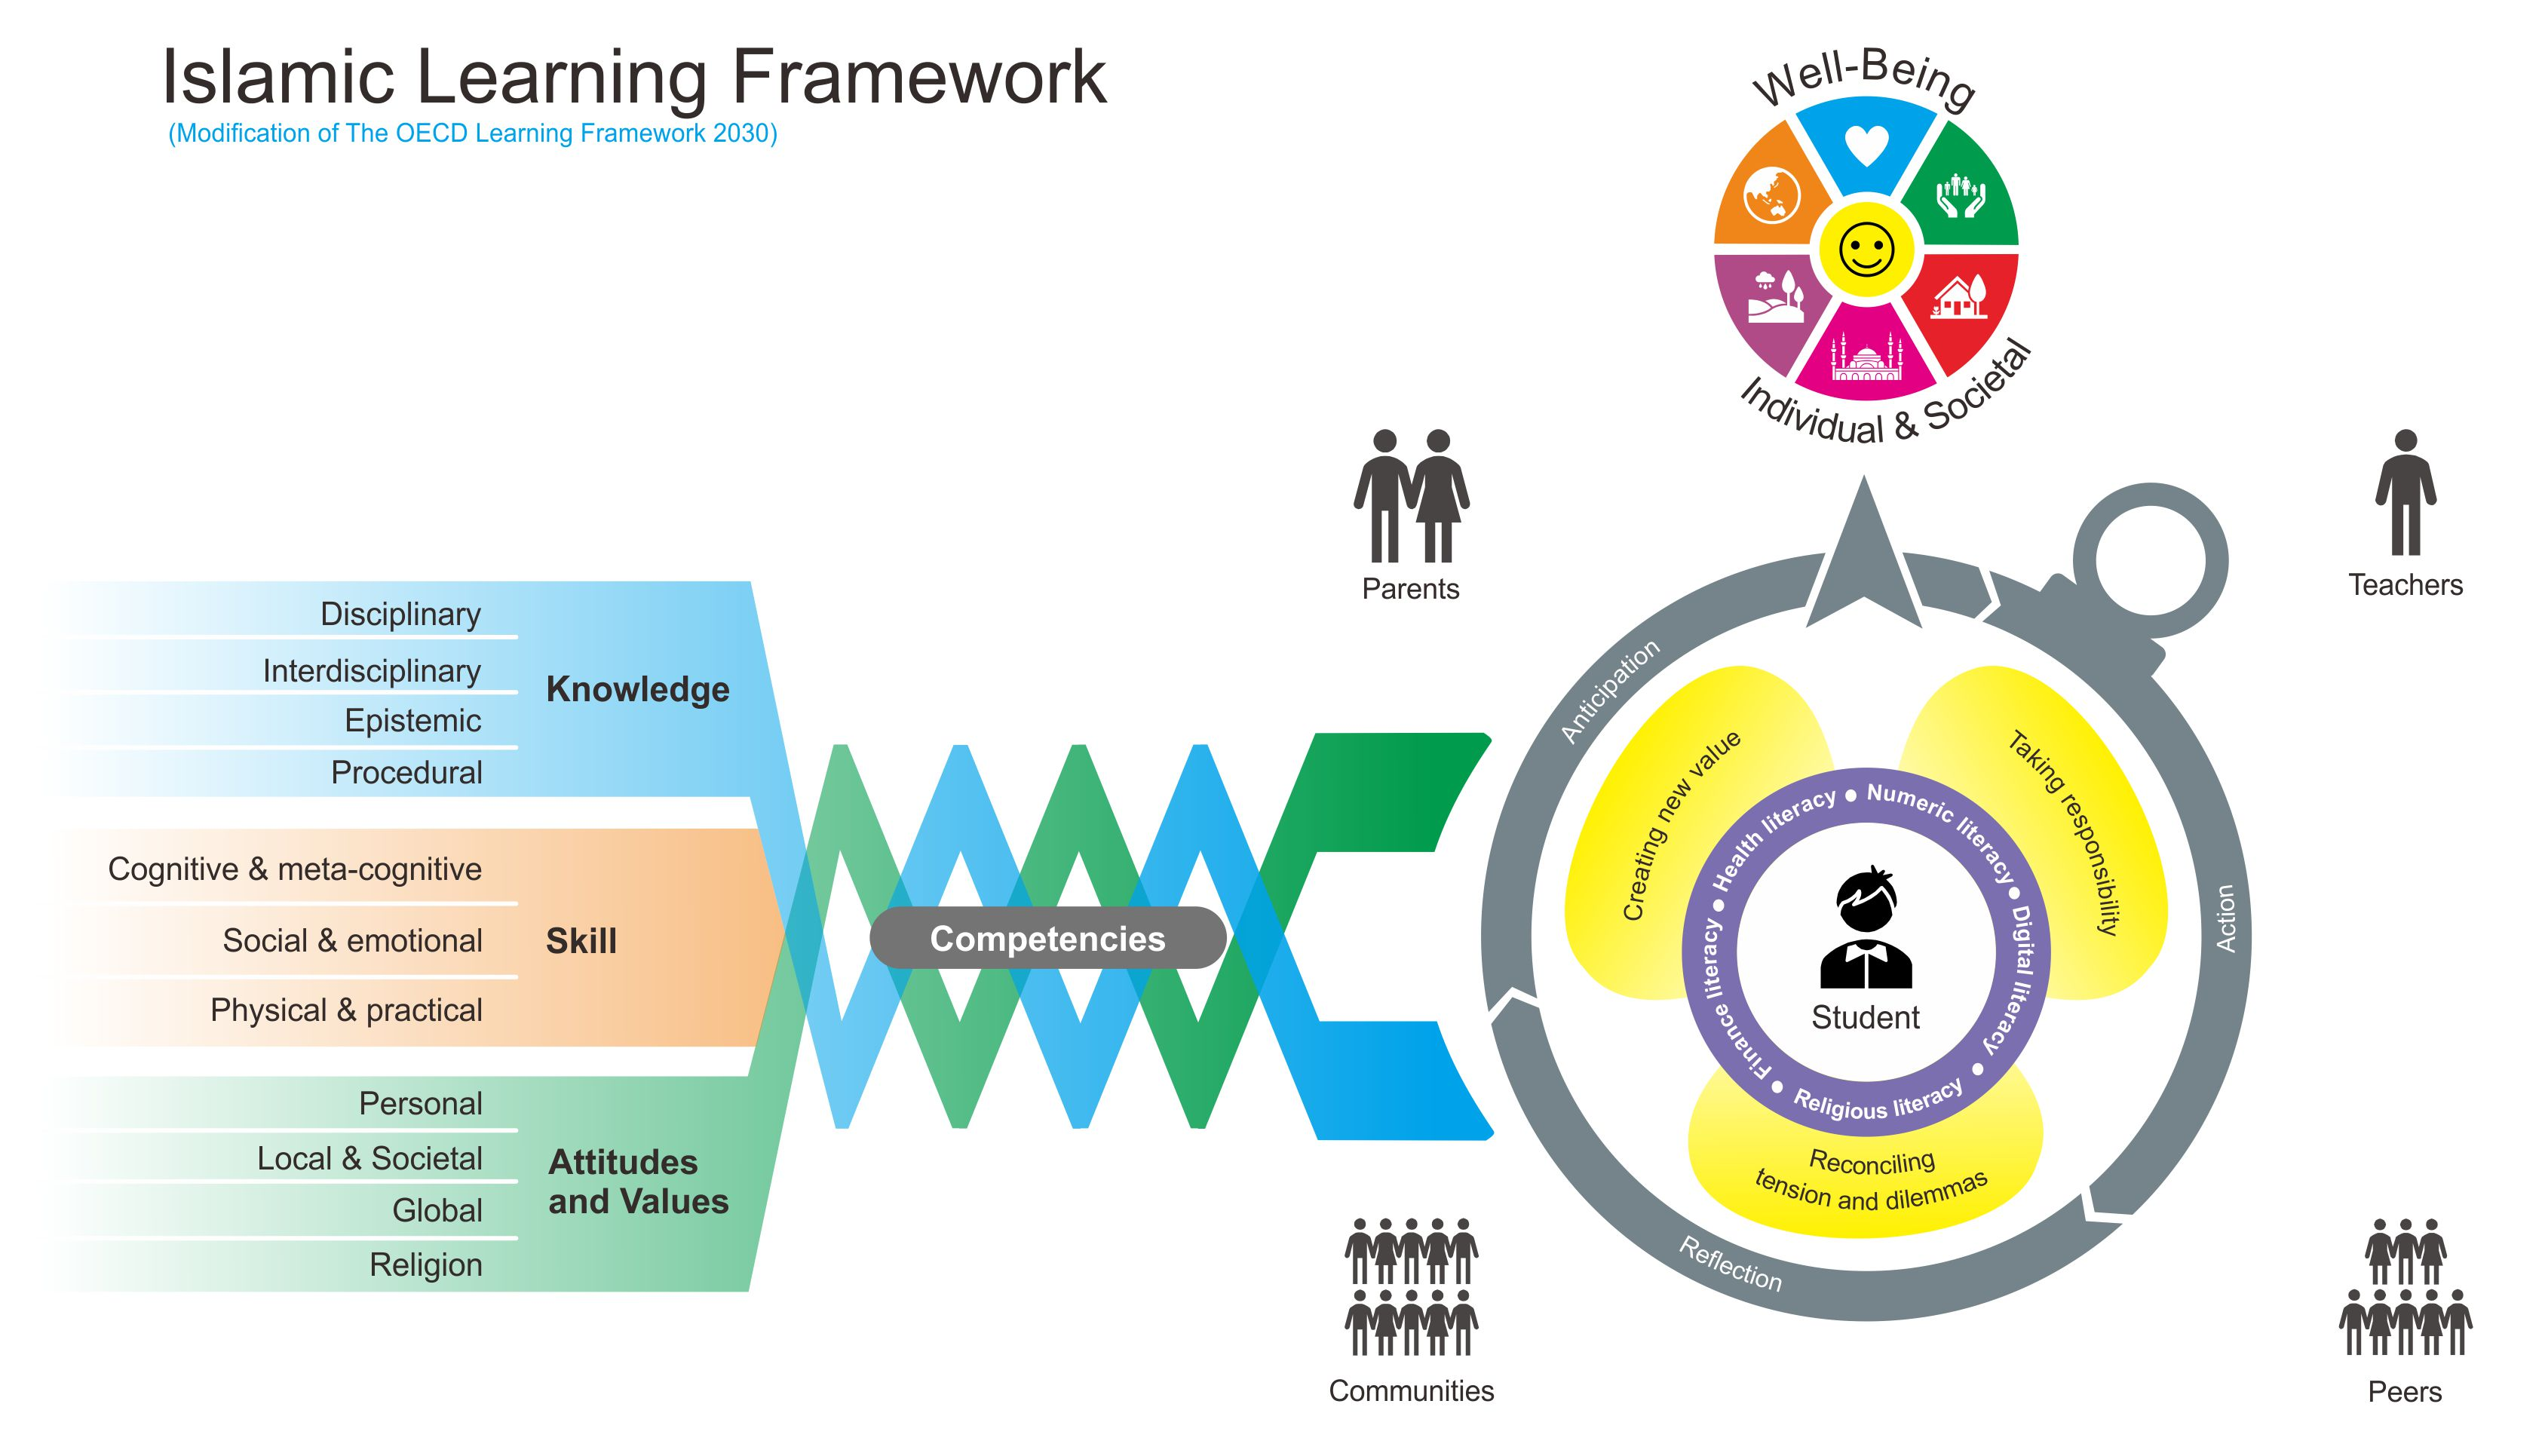 Islamic Learning Framework
(Modification of The OECD Learning Framework 2030)
Well-Being
Individual & Societal
Parents
Teachers
Disciplinary
Interdisciplinary
Epistemic
Procedural
Knowledge
Cognitive & meta-cognitive
Social & emotional
Physical & practical
Skill
Personal
Local & Societal
Global
Religion
Attitudes
and Values
Competencies
Anticipation
Action
Reflection
Creating new value
Taking responsibility
Reconciling
tension and dilemmas
Health literacy ● Numeric literacy ● Digital literacy ● Religious literacy ● Finance literacy ●
Student
Communities
Peers